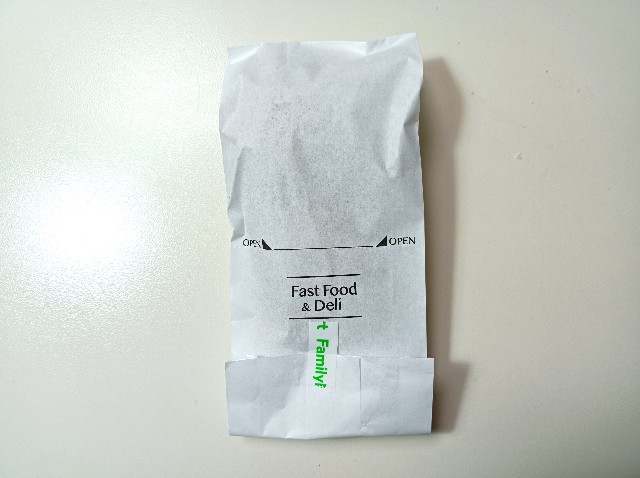 OPEN OPEN
Fast Food
& Deli
t Family